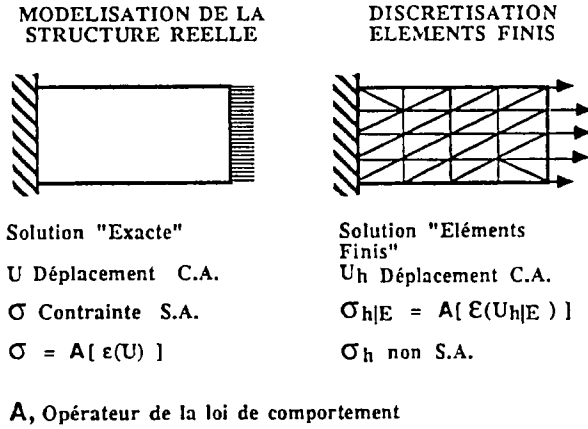 MODELISATION DE LA
STRUCTURE REELLE
DISCRETISATION
ELEMENTS FINIS
Solution "Exacte"
U Déplacement C.A.
σ Contrainte S.A.
σ = A[ ε(U) ]
Solution "Eléments
Finis"
Uh Déplacement C.A.
σh|E = A[ ε(Uh|E ) ]
σh non S.A.
A, Opérateur de la loi de comportement